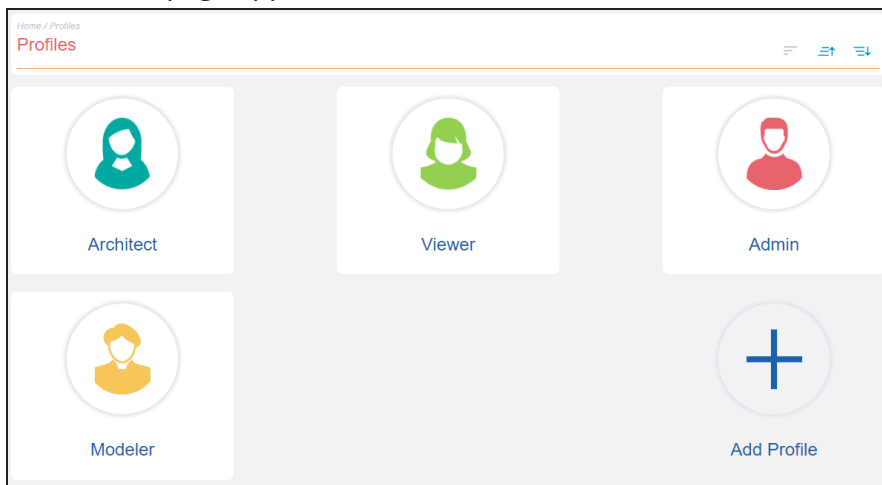 Home / Profiles
Profiles
Architect
Viewer
Admin
Modeler
Add Profile